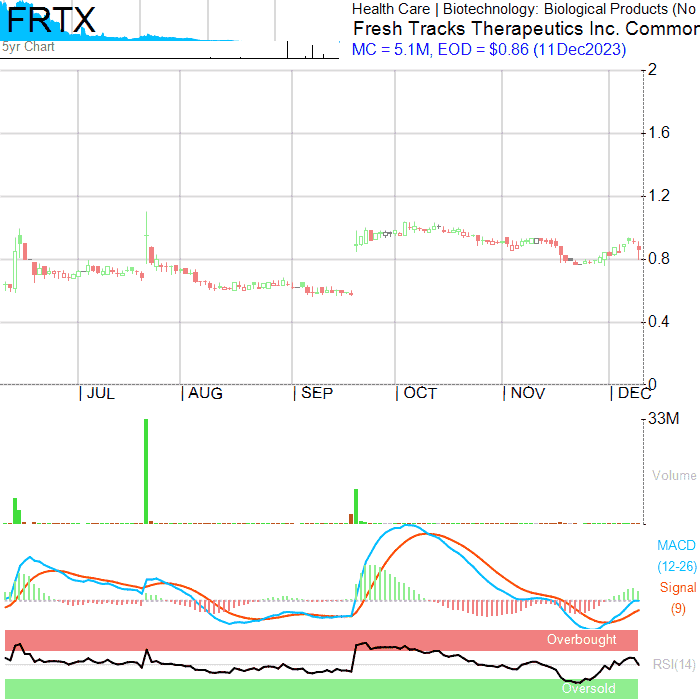 FRTX
5yr Chart
Health Care | Biotechnology: Biological Products (No
Fresh Tracks Therapeutics Inc. Common
MC = 5.1M, EOD = $0.86 (11Dec2023)
2
1.6
1.2
0.8
0.4
0
| JUL | AUG | SEP | OCT | NOV | DEC
33M
Volume
MACD
(12-26)
Signal
(9)
Overbought
RSI(14)
Oversold